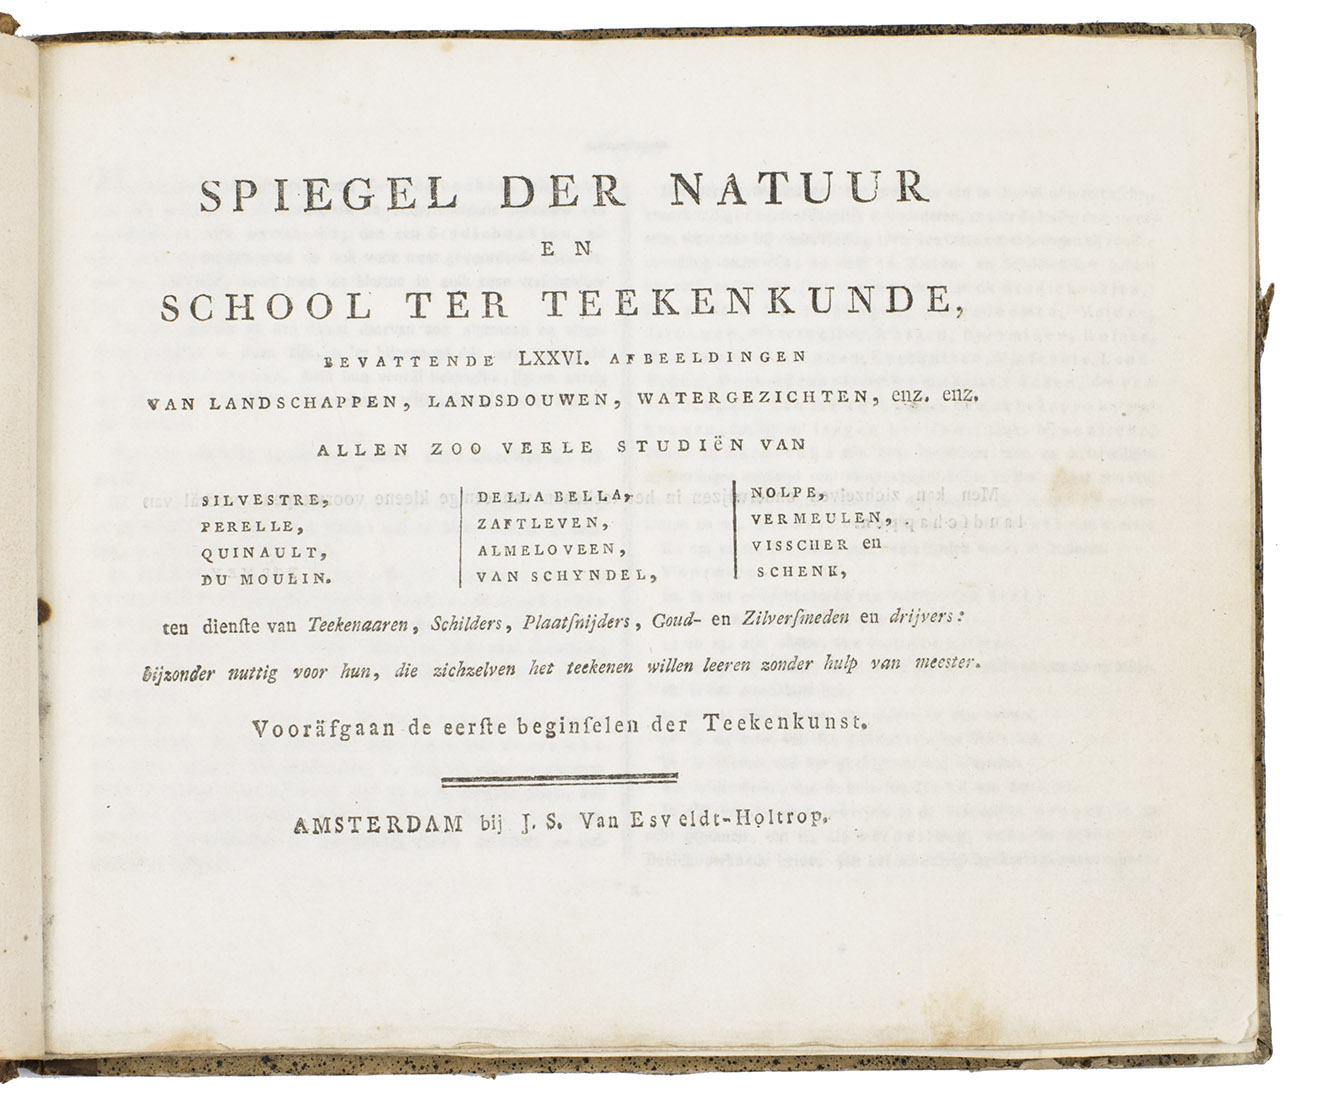 SPIEGEL DER NATUUR
EN
SCHOOL TER TEEKENKUNDE,
BEVATTENDE LXXVI. AFBEELDINGEN
VAN LANDSCHAPPEN, LANDSDOUWEN, WATERGEZICHTEN, enz. enz.
ALLEN ZOO VEELE STUDIËN VAN
SILVESTRE,
PERELLE,
QUINAULT,
DU MOULIN.
DELLA BELLA,
ZAFTLEVEN,
ALMELOVEEN,
VAN SCHYNDEL,
NOLPE,
VERMEULEN,
VISSCHER en
SCHENK,
ten dienſte van Teekenaaren, Schilders, Plaatſnijders, Goud- en Zilverſmeden en drijvers:
bijzonder nuttig voor hun, die zichzelven het teekenen willen leeren zonder hulp van meester.
Vooräfgaan de eerſte beginſelen der Teekenkunst.
AMSTERDAM bij J. S. Van Esveldt-Holtrop.